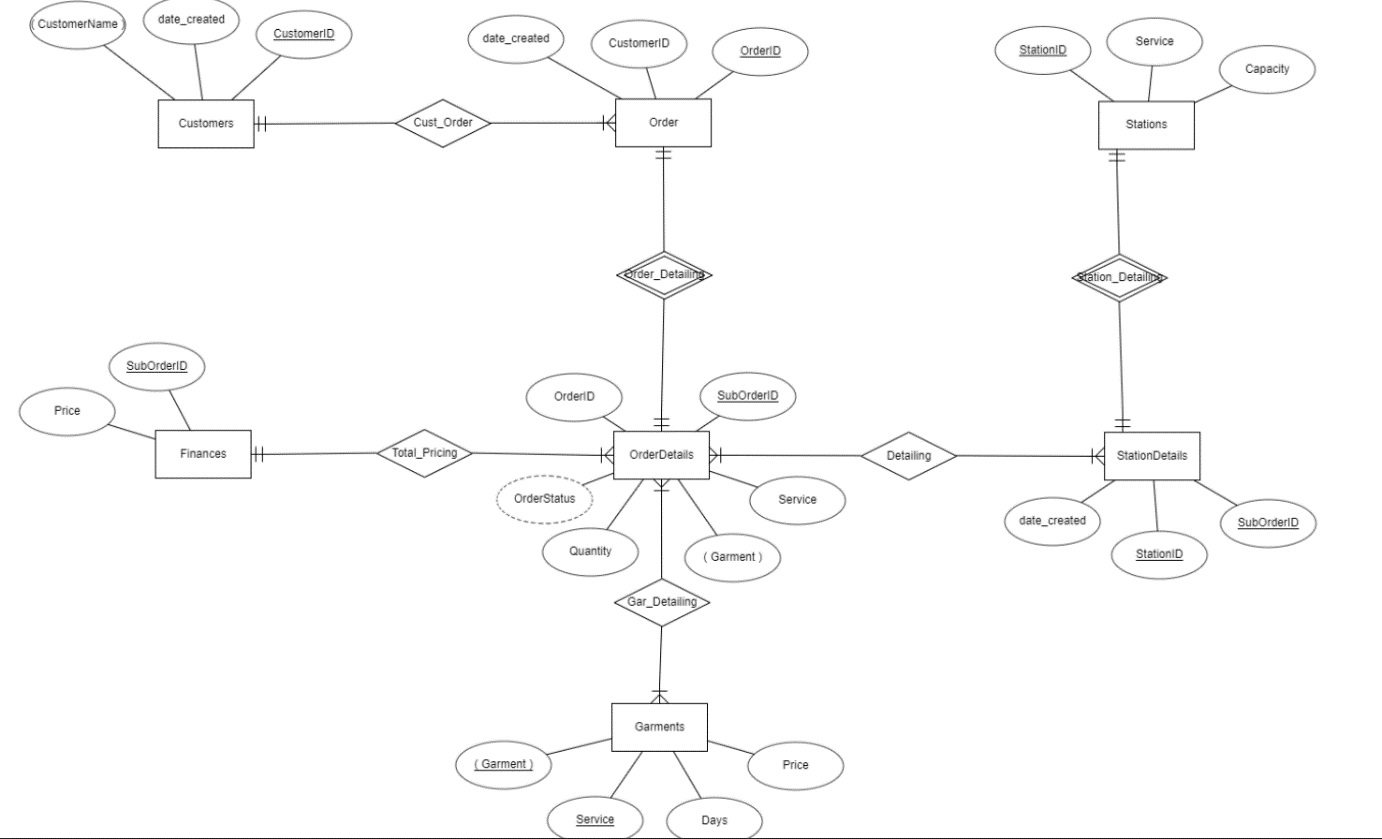 ( CustomerName )
date_created
CustomerID
date_created
CustomerID
OrderID
StationID
Service
Capacity
Customers
Cust_Order
Order
Stations
Order_Detailing
Station_Detailing
SubOrderID
Price
OrderID
SubOrderID
Finances
Total_Pricing
OrderDetails
Detailing
StationDetails
OrderStatus
Service
date_created
SubOrderID
Quantity
( Garment )
StationID
Gar_Detailing
Garments
( Garment )
Price
Service
Days